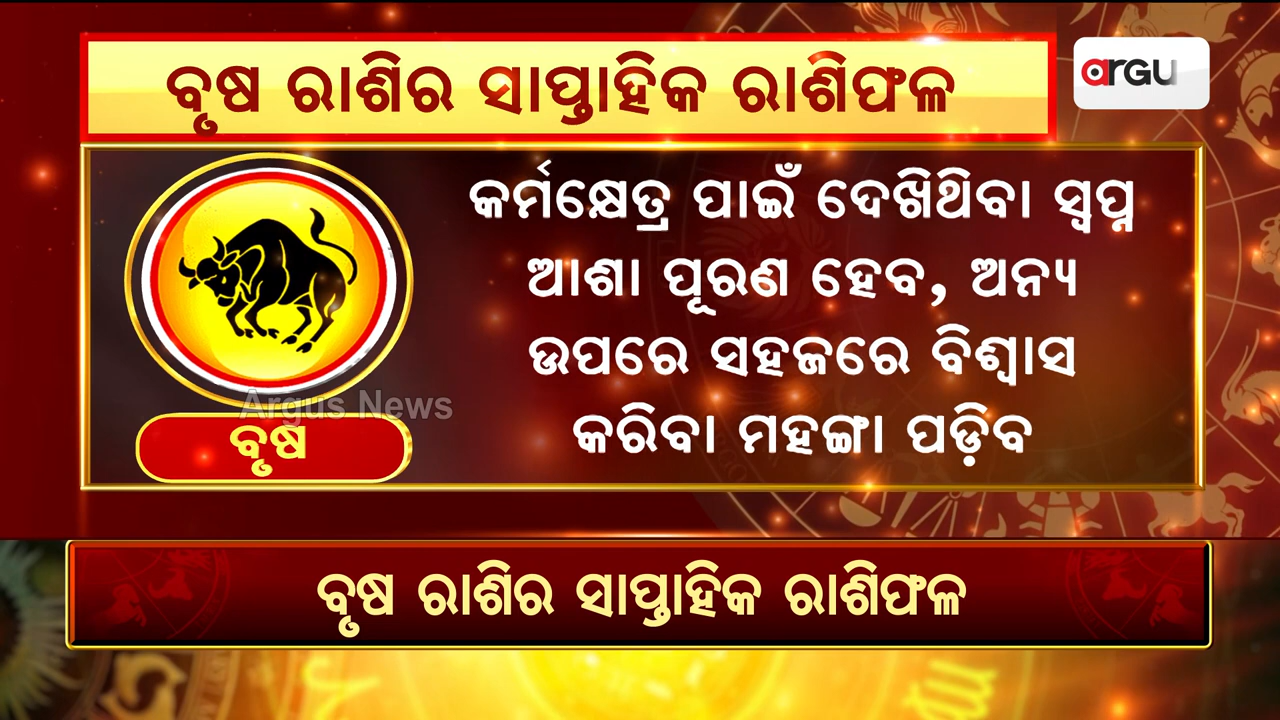 ବୃଷ ରାଶିର ସାପ୍ତାହିକ ରାଶିଫଳ
ARGU
କର୍ମକ୍ଷେତ୍ର ପାଇଁ ଦେଖିଥିବା ସ୍ୱପ୍ନ
ଆଶା ପୂରଣ ହେବ, ଅନ୍ୟ
ଉପରେ ସହଜରେ ବିଶ୍ୱାସ
କରିବା ମହଙ୍ଗା ପଡ଼ିବ
Argus News
ବୃଷ
ବୃଷ ରାଶିର ସାପ୍ତାହିକ ରାଶିଫଳ